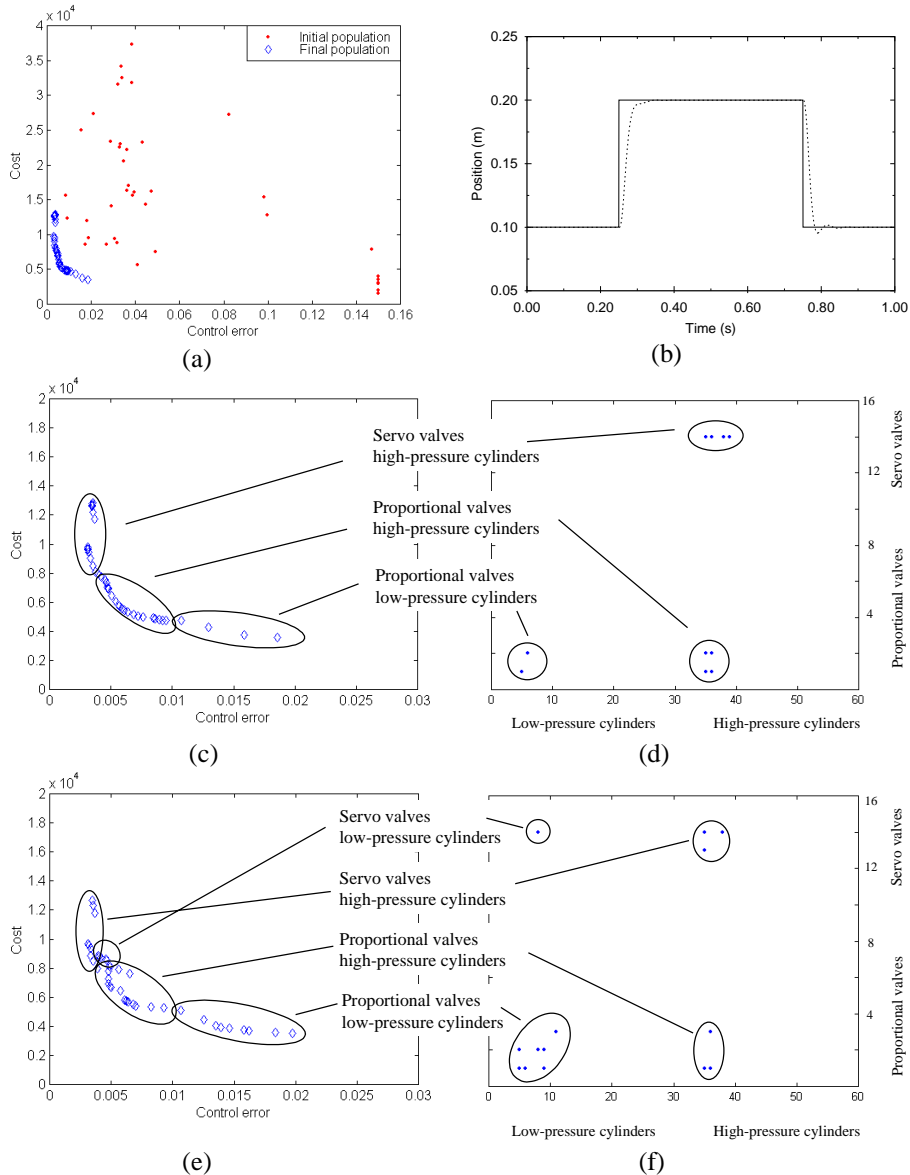 x 10⁴
4
3.5
3
2.5
2
1.5
1
0.5
0
Cost
Initial population
Final population
0 0.02 0.04 0.06 0.08 0.1 0.12 0.14 0.16
Control error
(a)
0.25
0.20
0.15
0.10
0.05
Position (m)
0.00 0.20 0.40 0.60 0.80 1.00
Time (s)
(b)
x 10⁴
2
1.8
1.6
1.4
1.2
1
0.8
0.6
0.4
0.2
0
Cost
0 0.005 0.01 0.015 0.02 0.025 0.03
Control error
(c)
Servo valves
high-pressure cylinders
Proportional valves
high-pressure cylinders
Proportional valves
low-pressure cylinders
16
12
8
4
Servo valves
Proportional valves
0 10 20 30 40 50 60
Low-pressure cylinders High-pressure cylinders
(d)
x 10⁴
2
1.8
1.6
1.4
1.2
1
0.8
0.6
0.4
0.2
0
Cost
0 0.005 0.01 0.015 0.02 0.025 0.03
Control error
(e)
Servo valves
low-pressure cylinders
Servo valves
high-pressure cylinders
Proportional valves
high-pressure cylinders
Proportional valves
low-pressure cylinders
16
12
8
4
Servo valves
Proportional valves
0 10 20 30 40 50 60
Low-pressure cylinders High-pressure cylinders
(f)